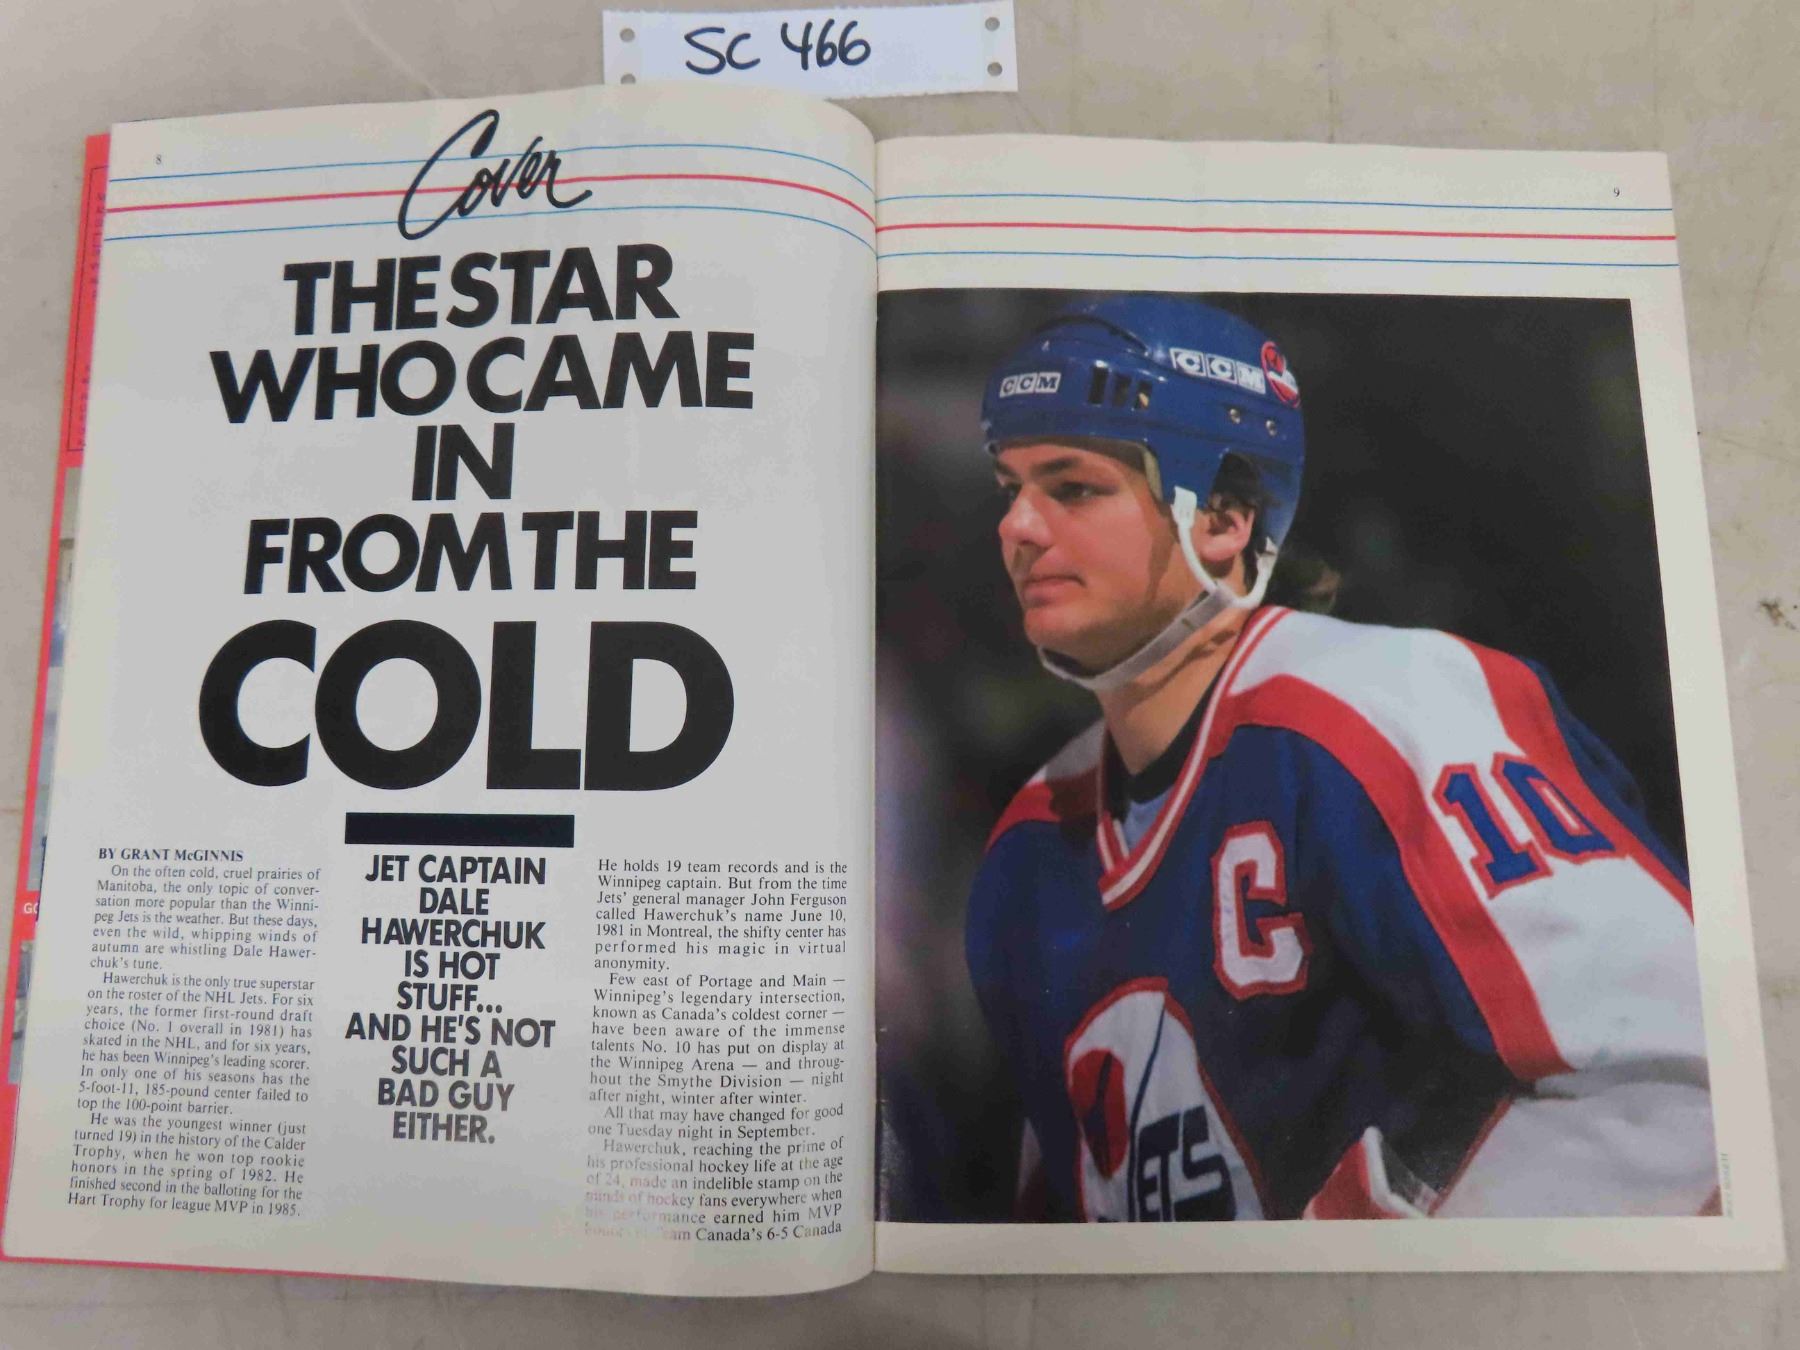 SC 466
8
Cover
THE STAR
WHO CAME
IN
FROM THE
COLD
BY GRANT McGINNIS
On the often cold, cruel prairies of
Manitoba, the only topic of conver-
sation more popular than the Winni-
peg Jets is the weather. But these days,
even the wild, whipping winds of
autumn are whistling Dale Hawer-
chuk's tune.
Hawerchuk is the only true superstar
on the roster of the NHL Jets. For six
years, the former first-round draft
choice (No. 1 overall in 1981) has
skated in the NHL, and for six years,
he has been Winnipeg's leading scorer.
In only one of his seasons has the
5-foot-11, 185-pound center failed to
top the 100-point barrier.
He was the youngest winner (just
turned 19) in the history of the Calder
Trophy, when he won top rookie
honors in the spring of 1982. He
finished second in the balloting for the
Hart Trophy for league MVP in 1985.
JET CAPTAIN
DALE
HAWERCHUK
IS HOT
STUFF...
AND HE'S NOT
SUCH A
BAD GUY
EITHER.
He holds 19 team records and is the
Winnipeg captain. But from the time
Jets' general manager John Ferguson
called Hawerchuk's name June 10,
1981 in Montreal, the shifty center has
performed his magic in virtual
anonymity.
Few east of Portage and Main —
Winnipeg's legendary intersection,
known as Canada's coldest corner —
have been aware of the immense
talents No. 10 has put on display at
the Winnipeg Arena — and throug-
hout the Smythe Division — night
after night, winter after winter.
All that may have changed for good
one Tuesday night in September.
Hawerchuk, reaching the prime of
his professional hockey life at the age
of 24, made an indelible stamp on the
minds of hockey fans everywhere when
his performance earned him MVP
Team Canada's 6-5 Canada
9
CCM
CCM
10
C
JETS